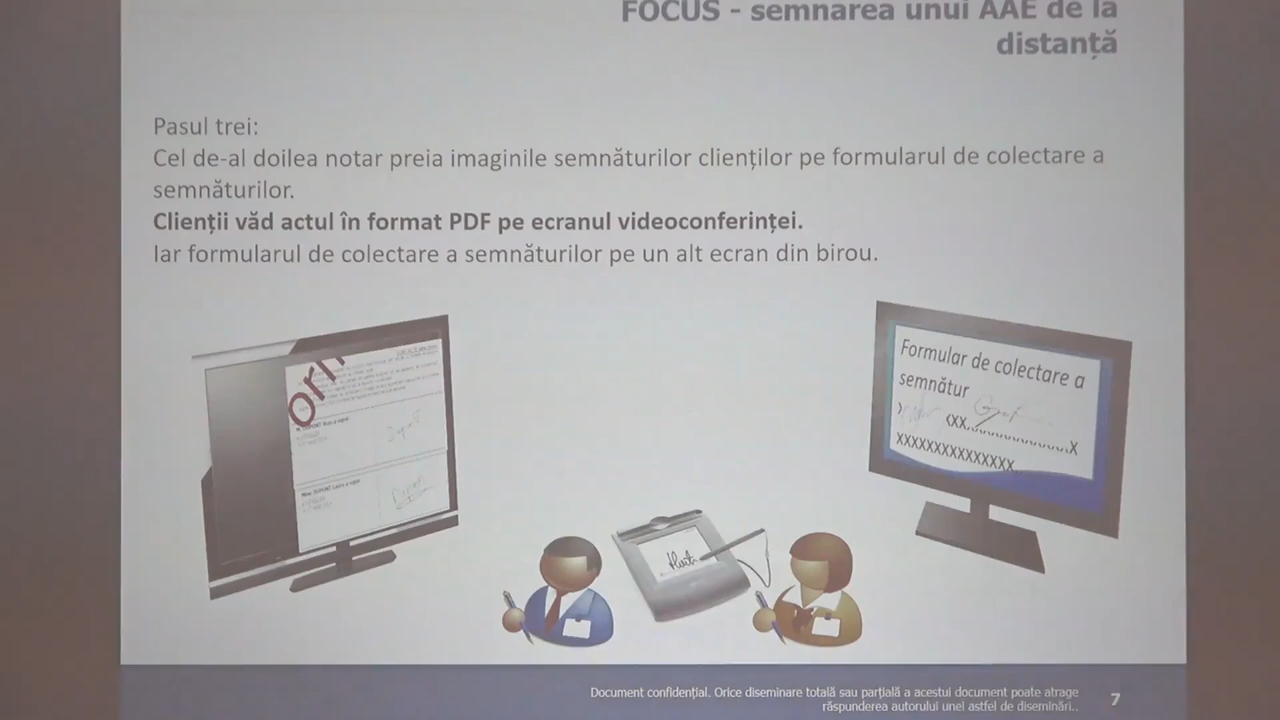 FOCUS - semnarea unui AAE de la
distanță
Pasul trei:
Cel de-al doilea notar preia imaginile semnăturilor clienților pe formularul de colectare a
semnăturilor.
Clienții văd actul în format PDF pe ecranul videoconferinței.
Iar formularul de colectare a semnăturilor pe un alt ecran din birou.
orm
Formular de colectare a
semnătur
XX..............X
XXXXXXXXXXXXXXX
Document confidențial. Orice diseminare totală sau parțială a acestui document poate atrage
răspunderea autorului unei astfel de diseminări..
7